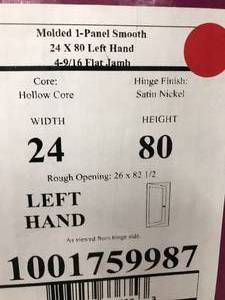 Molded 1-Panel Smooth
24 X 80 Left Hand
4-9/16 Flat Jamb
Core: Hinge Finish:
Hollow Core Satin Nickel
WIDTH HEIGHT
24 80
Rough Opening: 26 x 82 1/2
LEFT
HAND
As viewed from hinge side.
1001759987